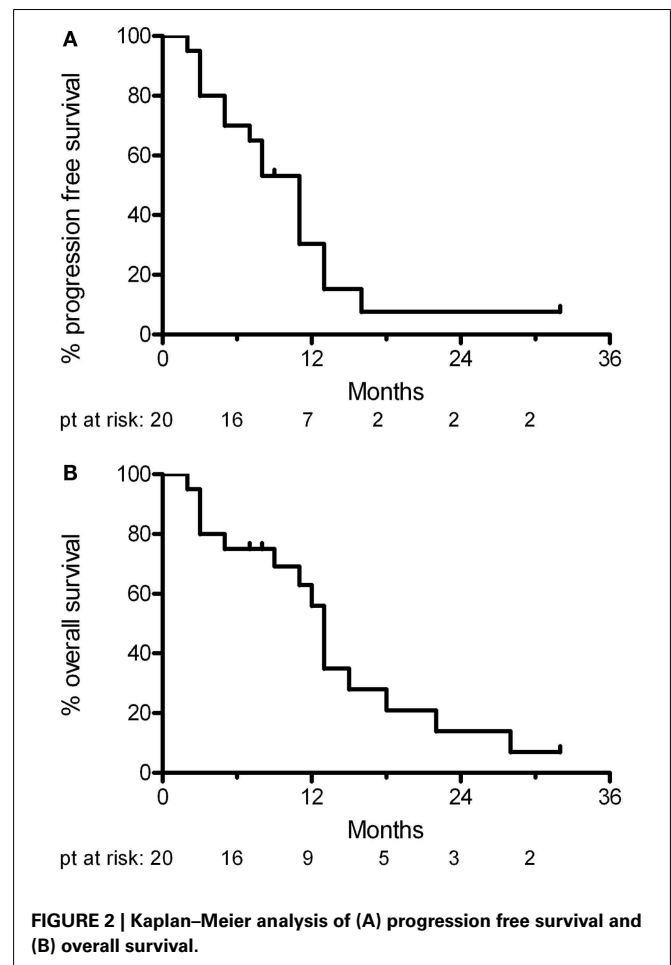 A
100
80
60
40
20
0
% progression free survival
0 12 24 36
Months
pt at risk: 20 16 7 2 2 2
B
100
80
60
40
20
0
% overall survival
0 12 24 36
Months
pt at risk: 20 16 9 5 3 2
FIGURE 2 | Kaplan–Meier analysis of (A) progression free survival and
(B) overall survival.